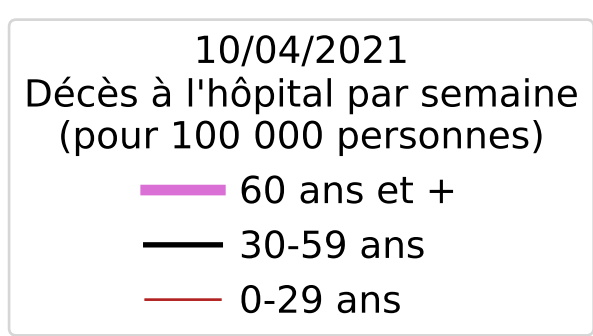 10/04/2021
Décès à l'hôpital par semaine
(pour 100 000 personnes)
60 ans et +
30-59 ans
0-29 ans